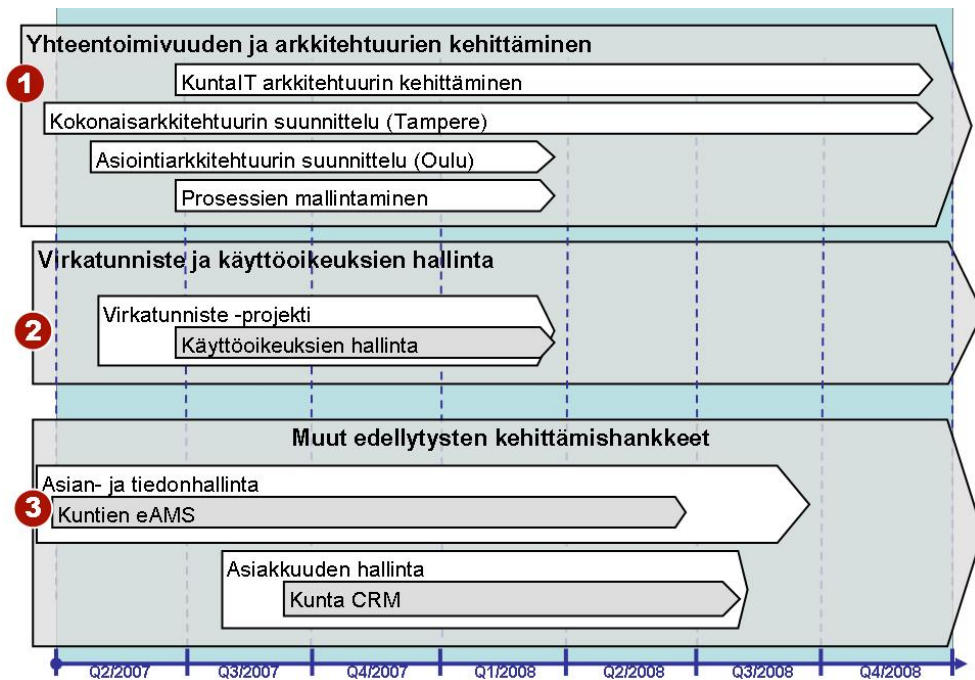 Yhteentoimivuuden ja arkkitehtuurien kehittäminen
1
KuntaIT arkkitehtuurin kehittäminen
Kokonaisarkkitehtuurin suunnittelu (Tampere)
Asiointiarkkitehtuurin suunnittelu (Oulu)
Prosessien mallintaminen
Virkatunniste ja käyttöoikeuksien hallinta
2
Virkatunniste -projekti
Käyttöoikeuksien hallinta
Muut edellytysten kehittämishankkeet
Asian- ja tiedonhallinta
3
Kuntien eAMS
Asiakkuuden hallinta
Kunta CRM
Q2/2007 Q3/2007 Q4/2007 Q1/2008 Q2/2008 Q3/2008 Q4/2008